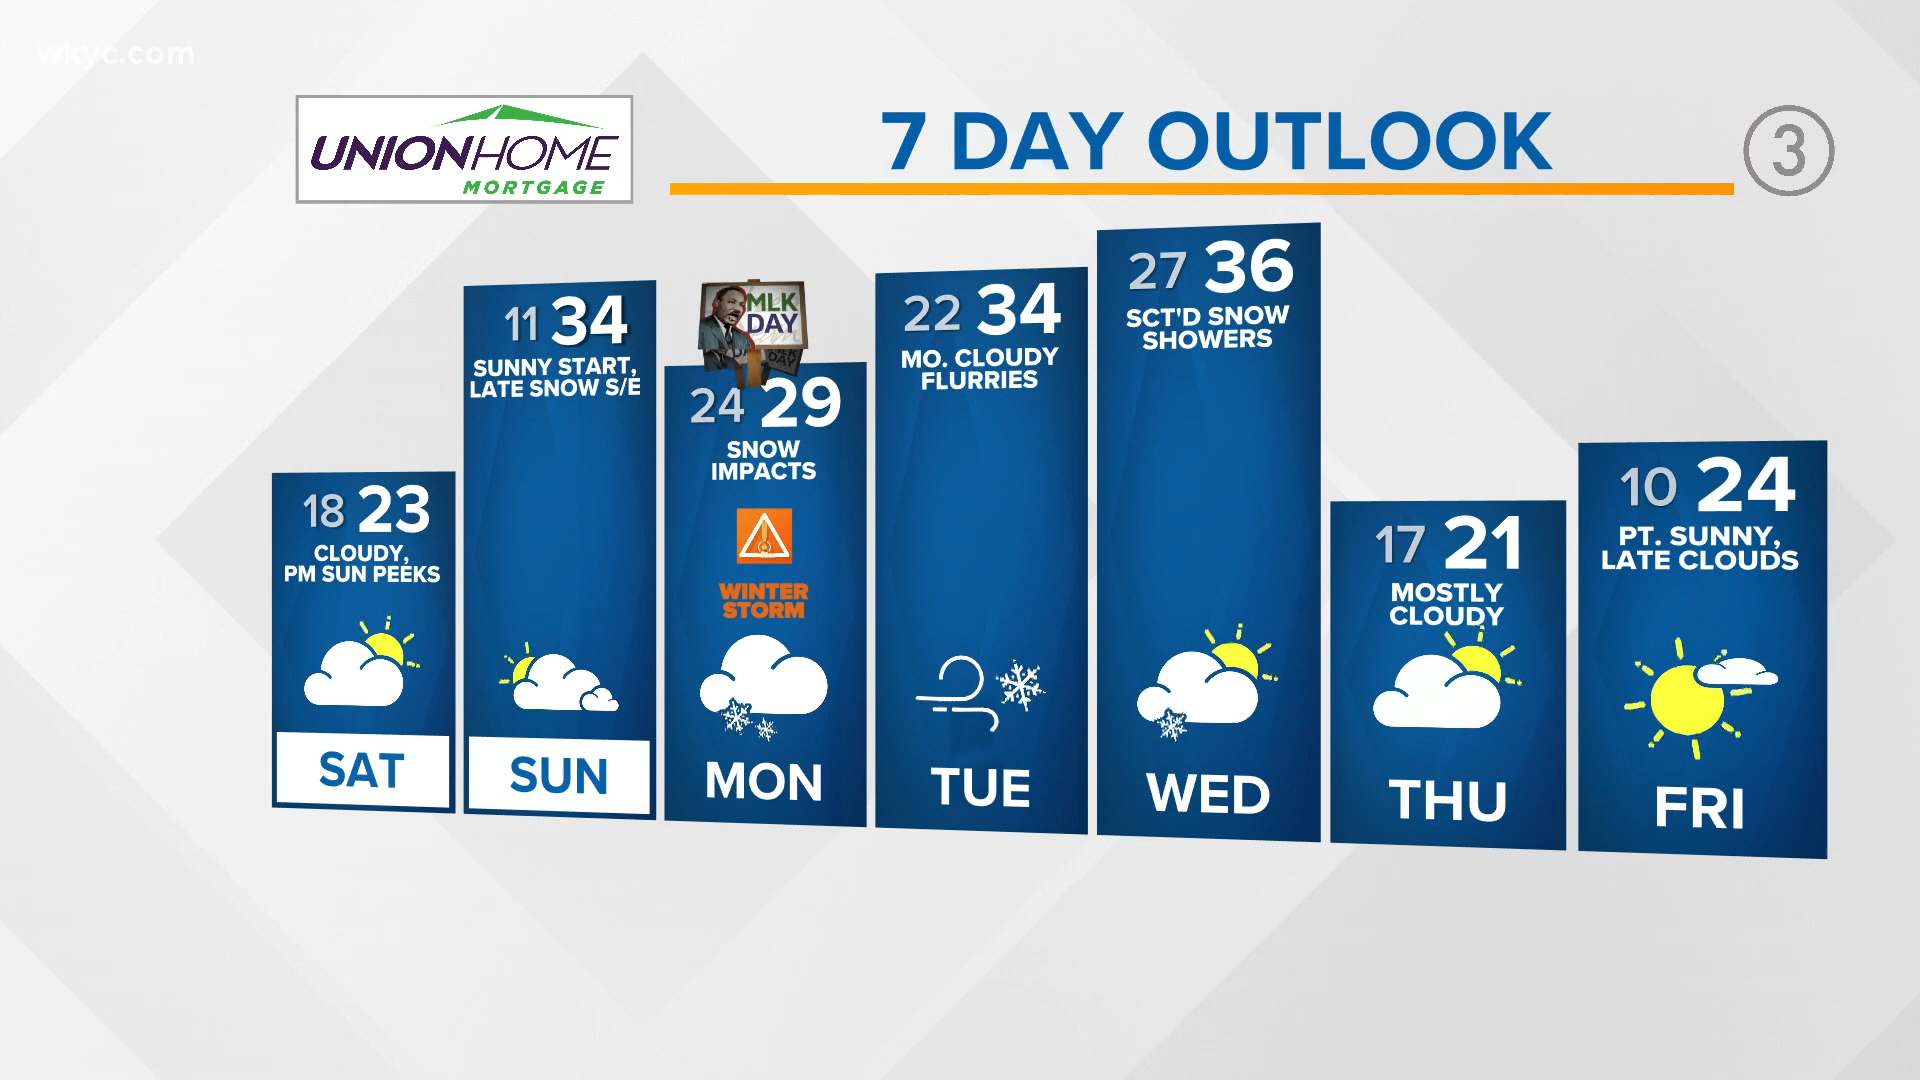 wkyc.com
UNIONHOME
MORTGAGE
7 DAY OUTLOOK
3
18 23
CLOUDY,
PM SUN PEEKS
SAT
11 34
SUNNY START,
LATE SNOW S/E
SUN
MLK
DAY
24 29
SNOW
IMPACTS
WINTER
STORM
MON
22 34
MO. CLOUDY
FLURRIES
TUE
27 36
SCT'D SNOW
SHOWERS
WED
17 21
MOSTLY
CLOUDY
THU
10 24
PT. SUNNY,
LATE CLOUDS
FRI